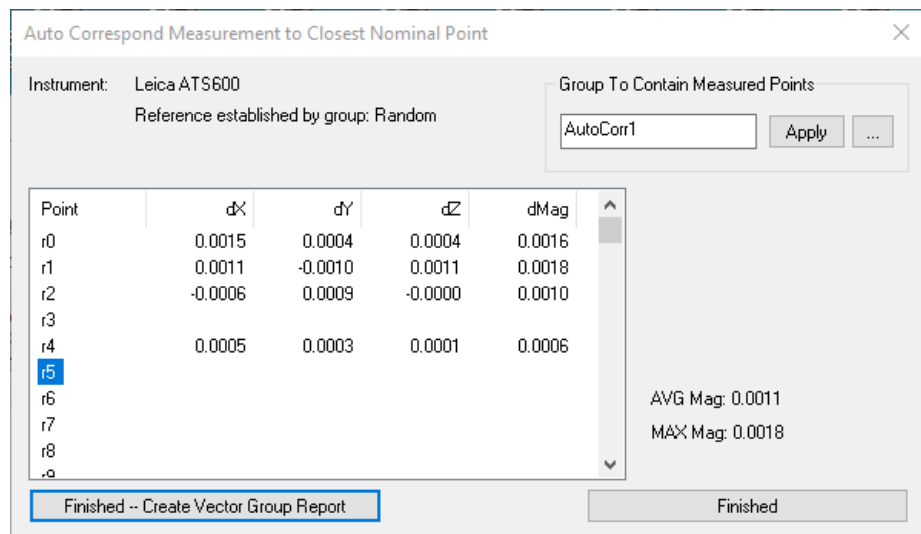 Auto Correspond Measurement to Closest Nominal Point
Instrument: Leica ATS600
Reference established by group: Random
Group To Contain Measured Points
AutoCorr1 Apply ...
Point dX dY dZ dMag
r0 0.0015 0.0004 0.0004 0.0016
r1 0.0011 -0.0010 0.0011 0.0018
r2 -0.0006 0.0009 -0.0000 0.0010
r3
r4 0.0005 0.0003 0.0001 0.0006
r5
r6
r7
r8
r9
AVG Mag: 0.0011
MAX Mag: 0.0018
Finished -- Create Vector Group Report
Finished